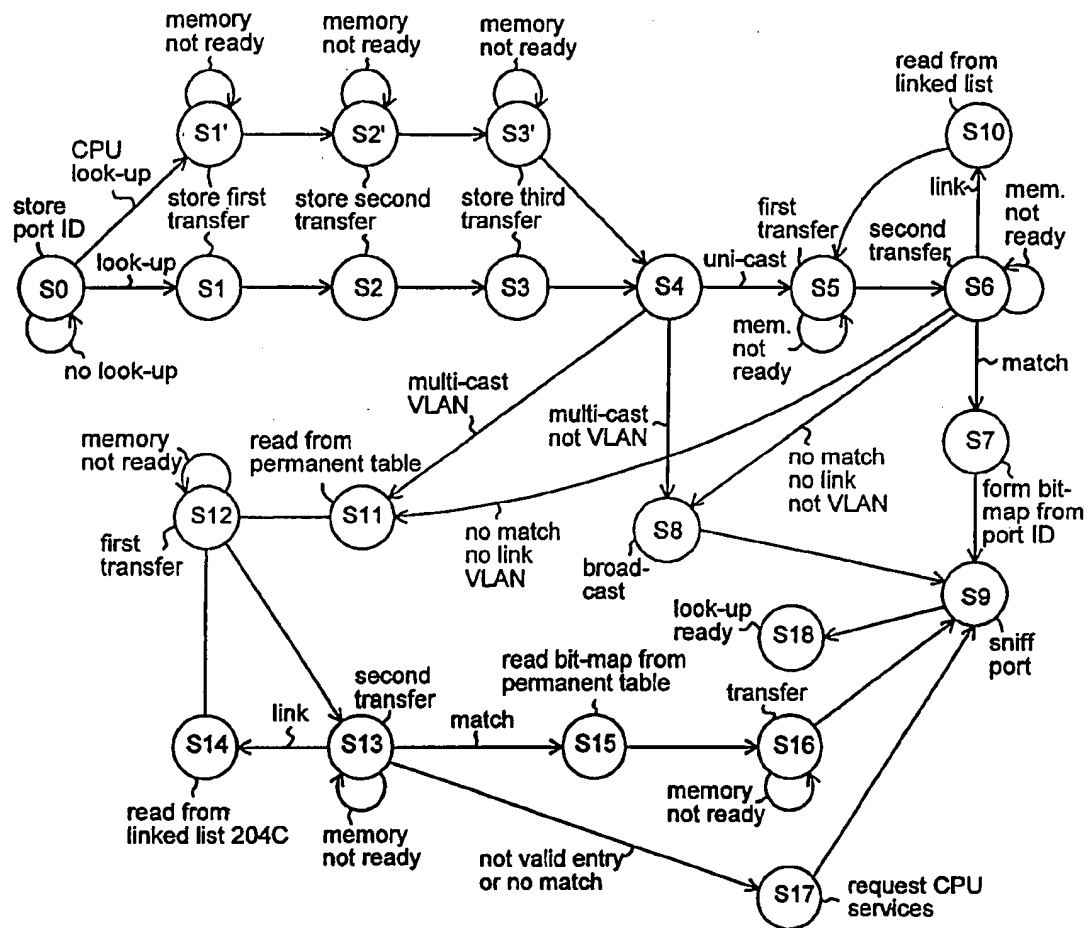 memory
not ready
memory
not ready
memory
not ready
read from
linked list
S1'
S2'
S3'
S10
CPU
look-up
link
mem.
not
ready
store
port ID
store first
transfer
store second
transfer
store third
transfer
first
transfer
second
transfer
look-up
uni-cast
S0
S1
S2
S3
S4
S5
S6
no look-up
mem.
not
ready
match
multi-cast
VLAN
multi-cast
not VLAN
no match
no link
not VLAN
S7
form bit-
map from
port ID
memory
not ready
read from
permanent table
S12
S11
S8
first
transfer
no match
no link
VLAN
broad-
cast
S9
sniff
port
look-up
ready
S18
second
transfer
read bit-map from
permanent table
transfer
link
match
S14
S13
S15
S16
read from
linked list 204C
memory
not ready
memory
not ready
not valid entry
or no match
S17
request CPU
services